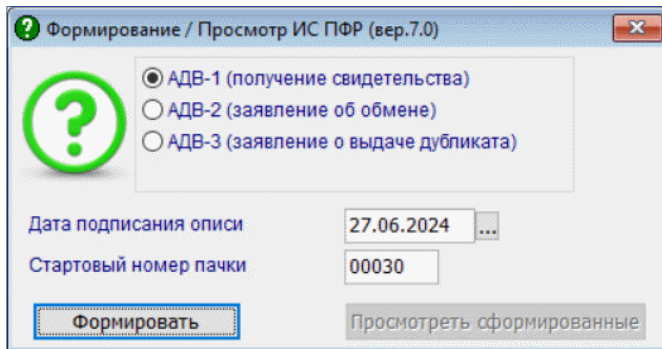 Формирование / Просмотр ИС ПФР (вер.7.0)
АДВ-1 (получение свидетельства)
АДВ-2 (заявление об обмене)
АДВ-3 (заявление о выдаче дубликата)
Дата подписания описи 27.06.2024 ...
Стартовый номер пачки 00030
Формировать Просмотреть сформированные